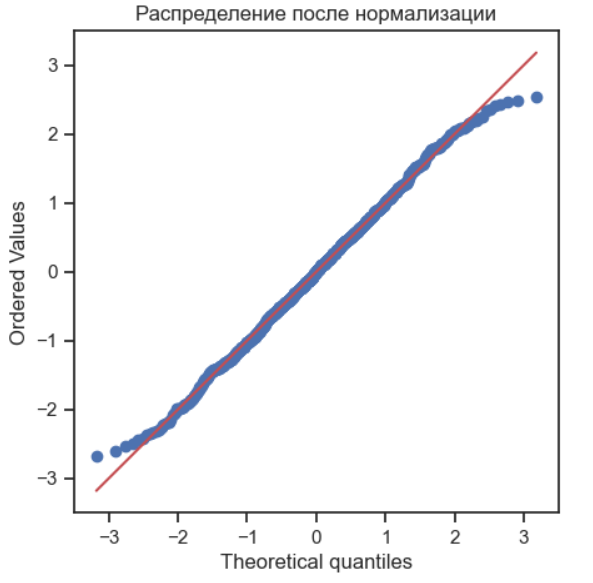 Распределение после нормализации
3
2
1
0
−1
−2
−3
Ordered Values
−3 −2 −1 0 1 2 3
Theoretical quantiles